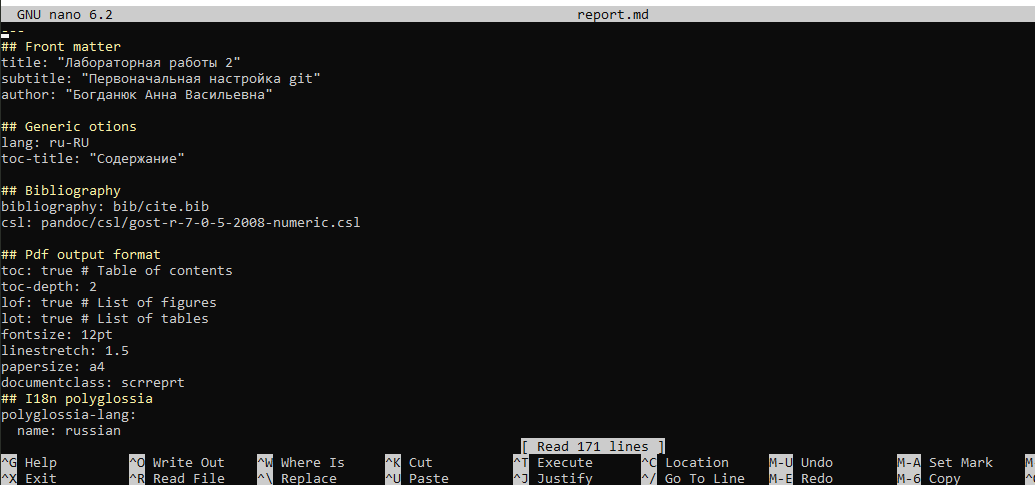 GNU nano 6.2 report.md
---
## Front matter
title: "Лабораторная работы 2"
subtitle: "Первоначальная настройка git"
author: "Богданюк Анна Васильевна"
## Generic otions
lang: ru-RU
toc-title: "Содержание"
## Bibliography
bibliography: bib/cite.bib
csl: pandoc/csl/gost-r-7-0-5-2008-numeric.csl
## Pdf output format
toc: true # Table of contents
toc-depth: 2
lof: true # List of figures
lot: true # List of tables
fontsize: 12pt
linestretch: 1.5
papersize: a4
documentclass: scrreprt
## I18n polyglossia
polyglossia-lang:
  name: russian
[ Read 171 lines ]
^G Help ^O Write Out ^W Where Is ^K Cut ^T Execute ^C Location M-U Undo M-A Set Mark
^X Exit ^R Read File ^\ Replace ^U Paste ^J Justify ^/ Go To Line M-E Redo M-6 Copy